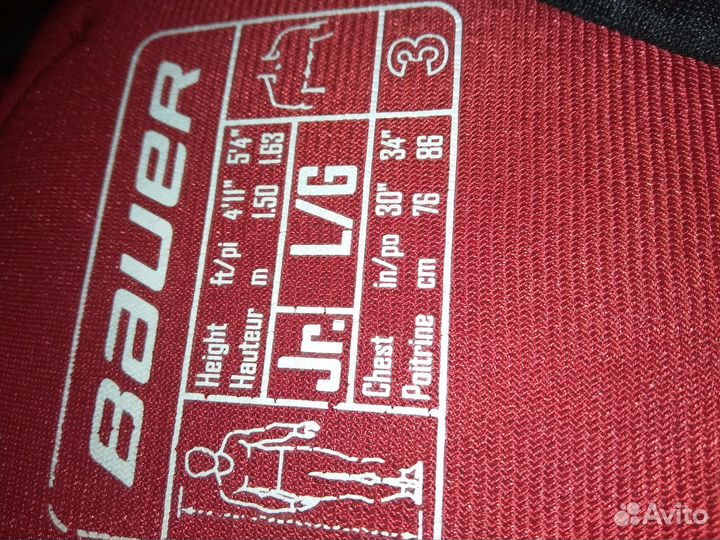 BAUER
Height ft/pi 4'11" 5'4"
Hauteur m 1.50 1.63
Jr. L/G
Chest in/po 30" 34"
Poitrine cm 76 86
3
Avito